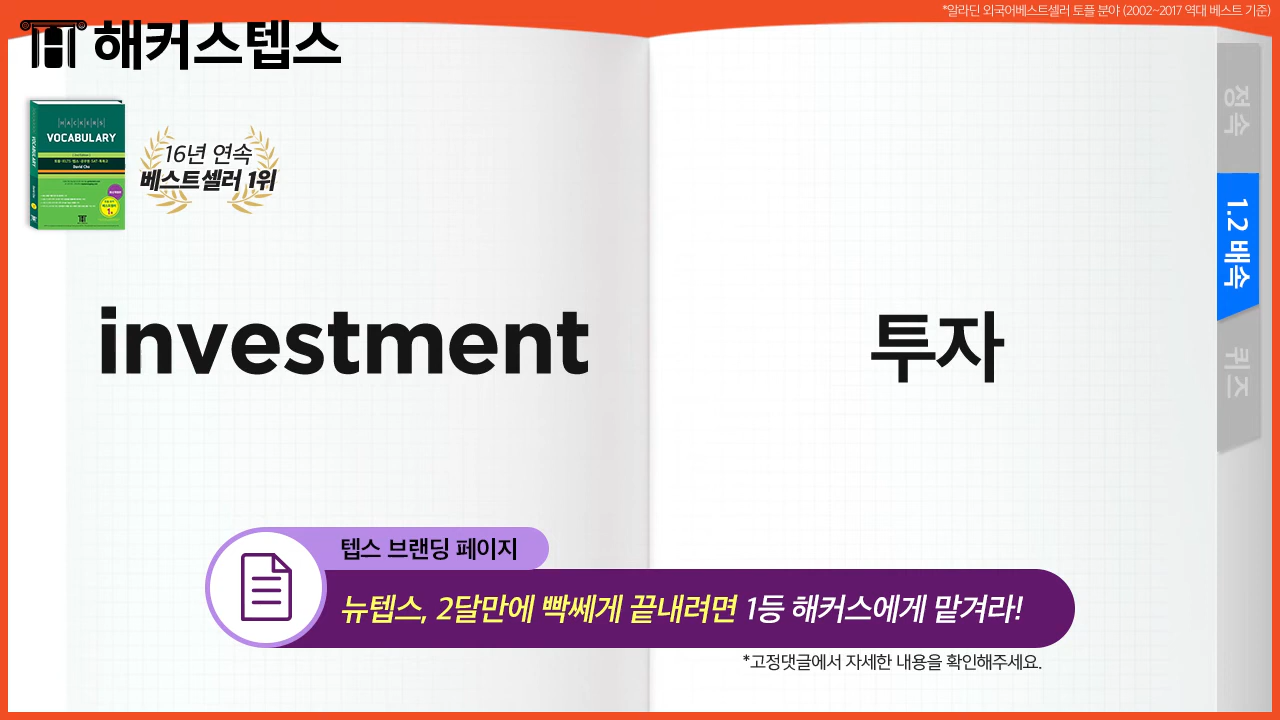 *알라딘 외국어베스트셀러 토플 분야 (2002~2017 역대 베스트 기준)
해커스텝스
HACKERS
VOCABULARY
16년 연속
베스트셀러 1위
정속
1.2 배속
퀴즈
investment
투자
텝스 브랜딩 페이지
뉴텝스, 2달만에 빡쎄게 끝내려면 1등 해커스에게 맡겨라!
*고정댓글에서 자세한 내용을 확인해주세요.